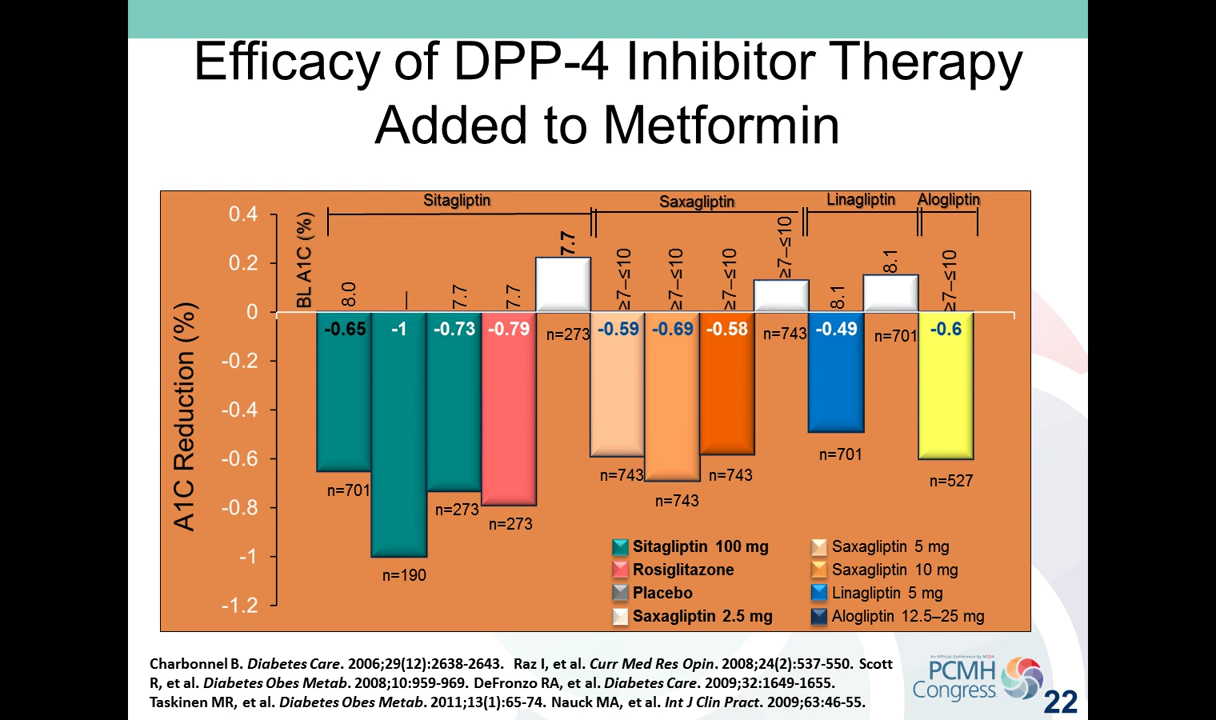 Efficacy of DPP-4 Inhibitor Therapy
Added to Metformin
Sitagliptin
Saxagliptin
Linagliptin
Alogliptin
A1C Reduction (%)
0.4
0.2
0
-0.2
-0.4
-0.6
-0.8
-1
-1.2
BL A1C (%)
8.0
—
7.7
7.7
7.7
≥7–≤10
≥7–≤10
≥7–≤10
≥7–≤10
8.1
8.1
≥7–≤10
-0.65
-1
-0.73
-0.79
-0.59
-0.69
-0.58
-0.49
-0.6
n=701
n=190
n=273
n=273
n=273
n=743
n=743
n=743
n=743
n=701
n=701
n=527
Sitagliptin 100 mg
Rosiglitazone
Placebo
Saxagliptin 2.5 mg
Saxagliptin 5 mg
Saxagliptin 10 mg
Linagliptin 5 mg
Alogliptin 12.5–25 mg
Charbonnel B. Diabetes Care. 2006;29(12):2638-2643. Raz I, et al. Curr Med Res Opin. 2008;24(2):537-550. Scott
R, et al. Diabetes Obes Metab. 2008;10:959-969. DeFronzo RA, et al. Diabetes Care. 2009;32:1649-1655.
Taskinen MR, et al. Diabetes Obes Metab. 2011;13(1):65-74. Nauck MA, et al. Int J Clin Pract. 2009;63:46-55.
An Official Conference by NCQA
PCMH
Congress
22